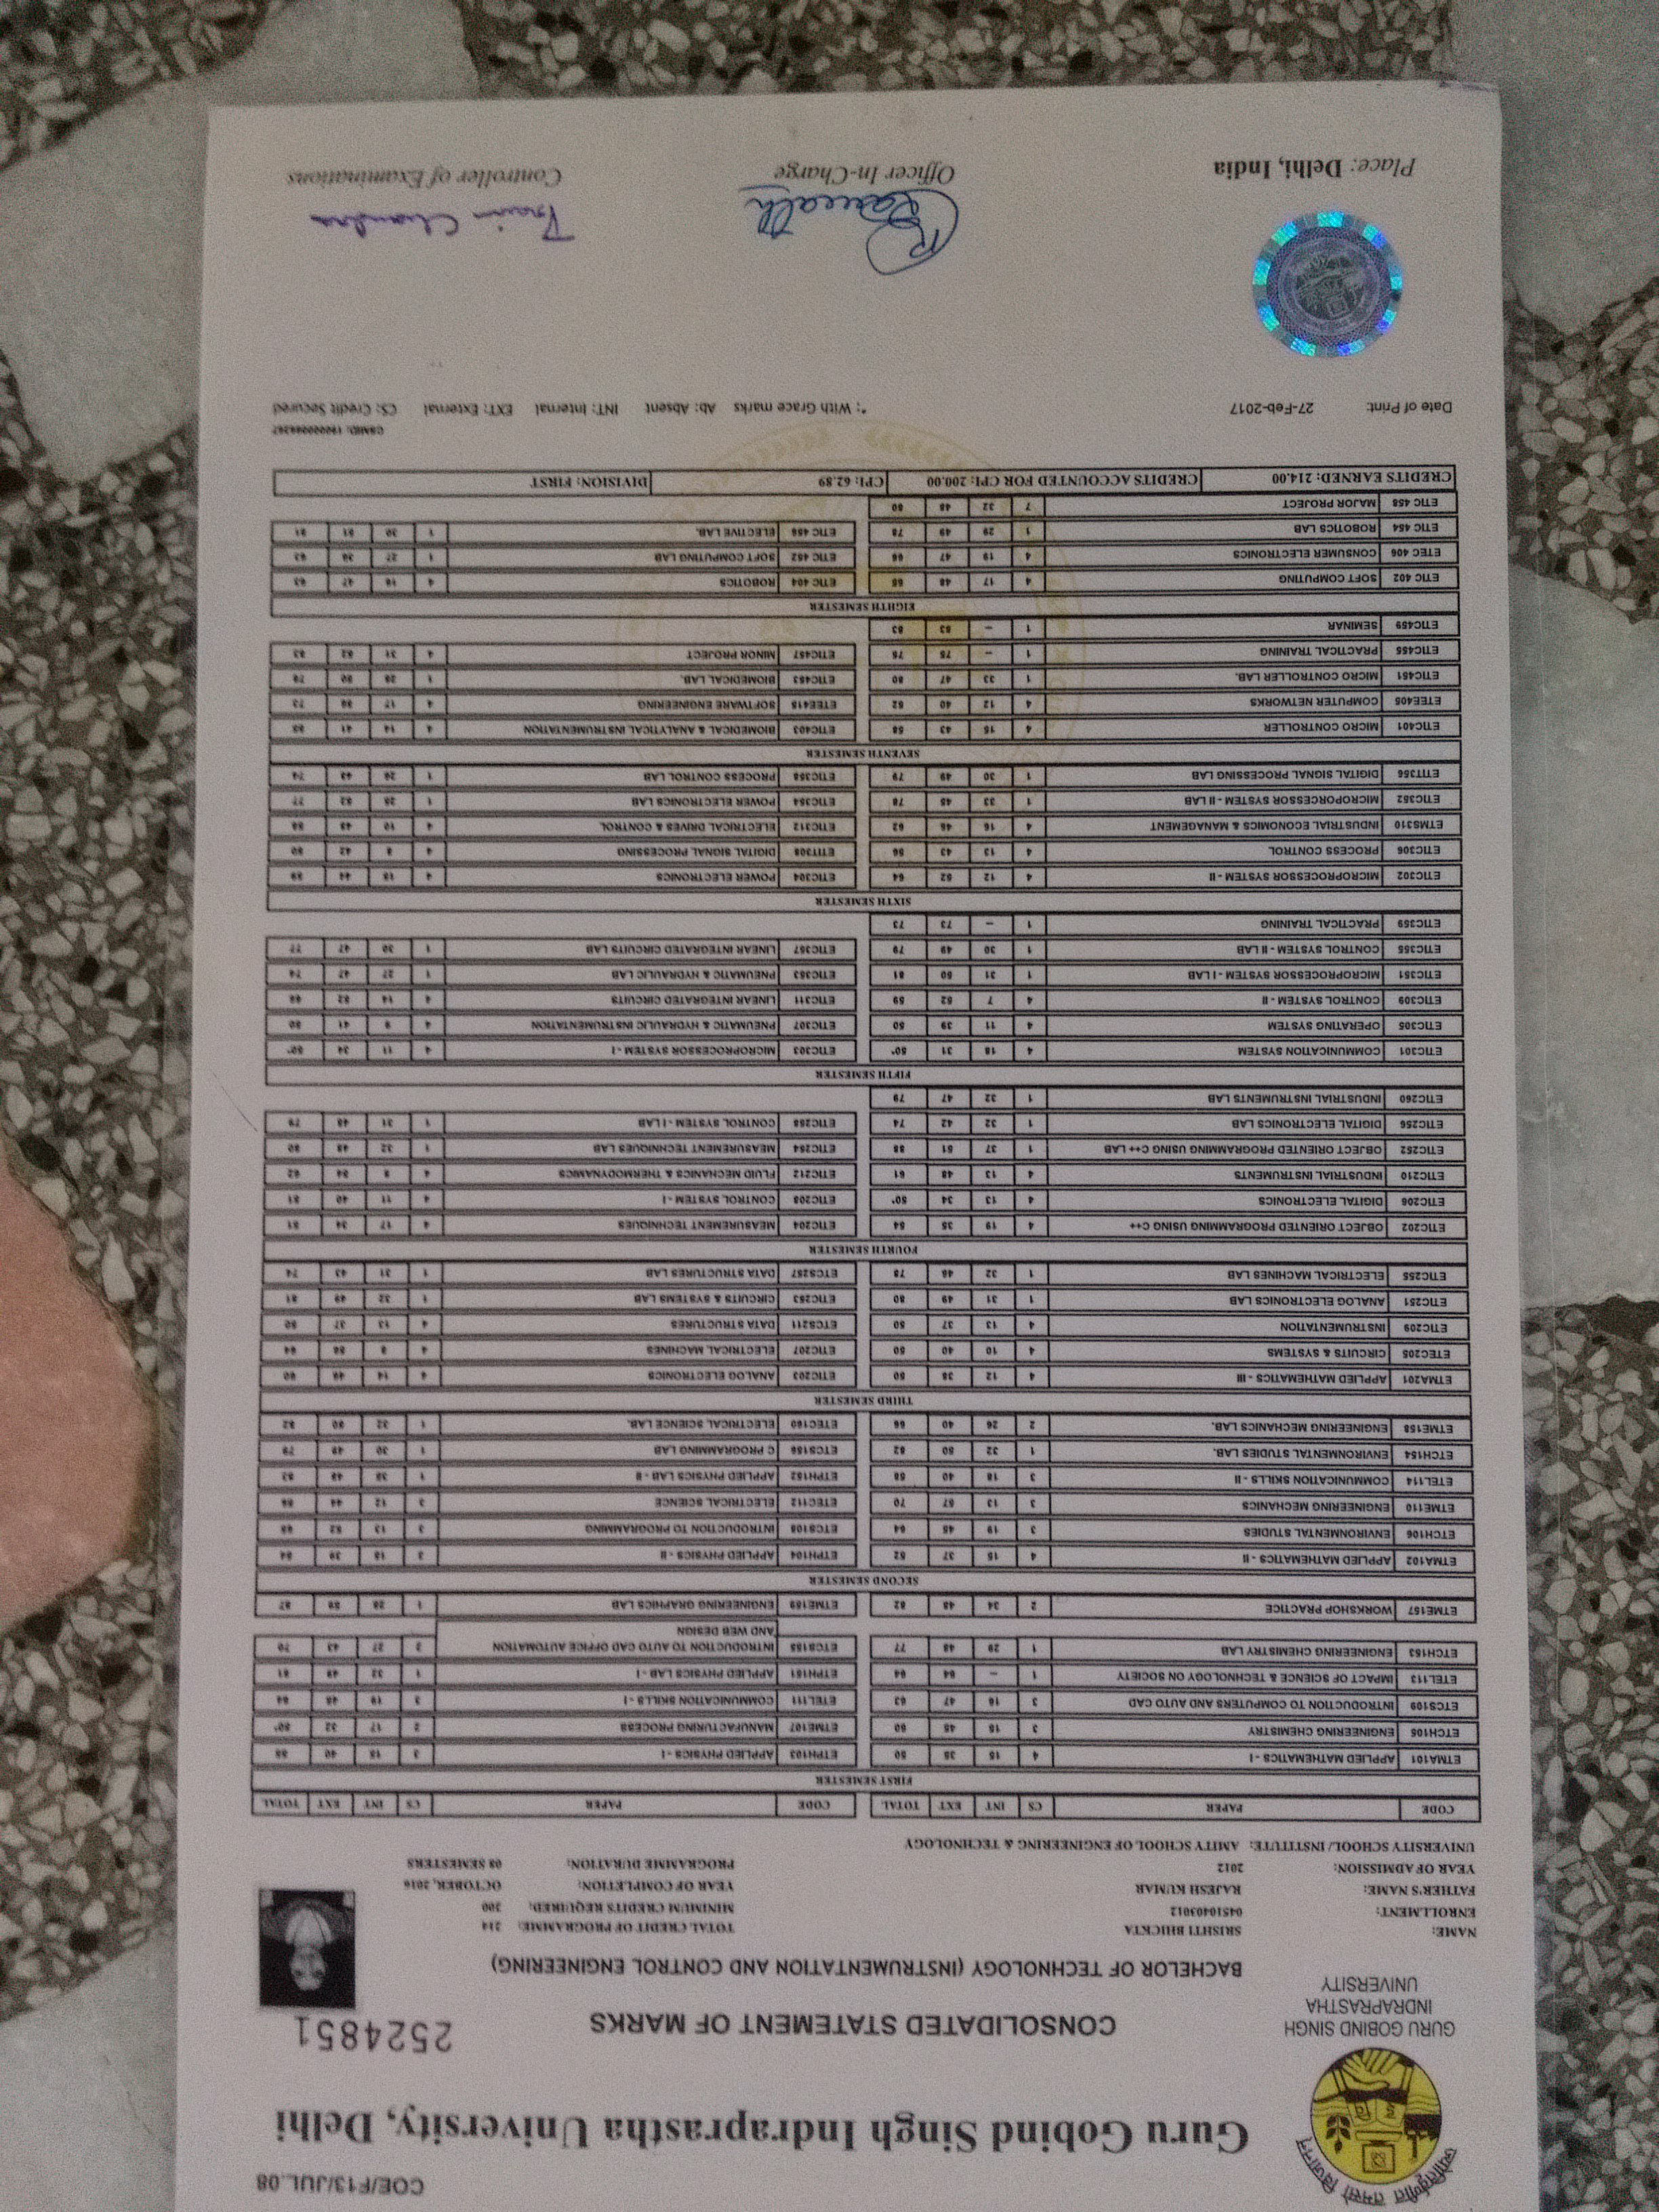 COE/F13/JUL.08
ज्योतिर्वृणीत तमसो विजानन
Guru Gobind Singh Indraprastha University, Delhi
GURU GOBIND SINGH
INDRAPRASTHA
UNIVERSITY
CONSOLIDATED STATEMENT OF MARKS
2524851
BACHELOR OF TECHNOLOGY (INSTRUMENTATION AND CONTROL ENGINEERING)
NAME: SRISHTI BHICKTA TOTAL CREDIT OF PROGRAMME: 214
ENROLLMENT: 04510403012 MINIMUM CREDITS REQUIRED: 200
FATHER'S NAME: RAJESH KUMAR YEAR OF COMPLETION: OCTOBER, 2016
YEAR OF ADMISSION: 2012 PROGRAMME DURATION: 08 SEMESTERS
UNIVERSITY SCHOOL/ INSTITUTE: AMITY SCHOOL OF ENGINEERING & TECHNOLOGY
CODE PAPER CS INT EXT TOTAL CODE PAPER CS INT EXT TOTAL
FIRST SEMESTER
ETMA101 APPLIED MATHEMATICS - I 4 15 35 50 ETPH103 APPLIED PHYSICS - I 3 15 40 55
ETCH105 ENGINEERING CHEMISTRY 3 15 45 60 ETME107 MANUFACTURING PROCESS 2 17 32 50*
ETCS109 INTRODUCTION TO COMPUTERS AND AUTO CAD 3 16 47 63 ETEL111 COMMUNICATION SKILLS - I 3 19 45 64
ETEL113 IMPACT OF SCIENCE & TECHNOLOGY ON SOCIETY 1 – 64 64 ETPH151 APPLIED PHYSICS LAB - I 1 32 49 81
ETCH153 ENGINEERING CHEMISTRY LAB 1 29 48 77 ETCS155 INTRODUCTION TO AUTO CAD OFFICE AUTOMATION 2 27 43 70
AND WEB DESIGN
ETME157 WORKSHOP PRACTICE 2 34 48 82 ETME159 ENGINEERING GRAPHICS LAB 1 28 59 87
SECOND SEMESTER
ETMA102 APPLIED MATHEMATICS - II 4 15 37 52 ETPH104 APPLIED PHYSICS - II 3
ETCH106 ENVIRONMENTAL STUDIES 3 19 45 64 ETCS108 INTRODUCTION TO PROGRAMMING 3 13 52 65
ETME110 ENGINEERING MECHANICS 3 13 57 70 ETEC112 ELECTRICAL SCIENCE 3 12 44 56
ETEL114 COMMUNICATION SKILLS - II 3 18 40 58 ETPH152 APPLIED PHYSICS LAB - II 1
ETCH154 ENVIRONMENTAL STUDIES LAB. 1 32 50 82 ETCS156 C PROGRAMMING LAB 1 30 49 79
ETME158 ENGINEERING MECHANICS LAB. 2 26 40 66 ETEC160 ELECTRICAL SCIENCE LAB. 1 32 50 82
THIRD SEMESTER
ETMA201 APPLIED MATHEMATICS - III 4 12 38 50 ETIC203 ANALOG ELECTRONICS 4 14
ETEC205 CIRCUITS & SYSTEMS 4 10 40 50 ETIC207 ELECTRICAL MACHINES 4 8 56 64
ETIC209 INSTRUMENTATION 4 13 37 50 ETCS211 DATA STRUCTURES 4 13 37 50
ETIC251 ANALOG ELECTRONICS LAB 1 31 49 80 ETIC253 CIRCUITS & SYSTEMS LAB 1 32 49 81
ETIC255 ELECTRICAL MACHINES LAB 1 32 46 78 ETCS257 DATA STRUCTURES LAB 1 31 43 74
FOURTH SEMESTER
ETIC202 OBJECT ORIENTED PROGRAMMING USING C++ 4 19 35 54 ETIC204 MEASUREMENT TECHNIQUES 4 17 34 51
ETIC206 DIGITAL ELECTRONICS 4 13 34 50* ETIC208 CONTROL SYSTEM - I 4 11 40 51
ETIC210 INDUSTRIAL INSTRUMENTS 4 13 48 61 ETIC212 FLUID MECHANICS & THERMODYNAMICS 4 8 54 62
ETIC252 OBJECT ORIENTED PROGRAMMING USING C++ LAB 1 37 51 88 ETIC254 MEASUREMENT TECHNIQUES LAB 1 32 48 80
ETIC256 DIGITAL ELECTRONICS LAB 1 32 42 74 ETIC258 CONTROL SYSTEM - I LAB 1 31 48 79
ETIC260 INDUSTRIAL INSTRUMENTS LAB 1 32 47 79
FIFTH SEMESTER
ETIC301 COMMUNICATION SYSTEM 4 18 31 50* ETIC303 MICROPROCESSOR SYSTEM - I 4 11 34 50*
ETIC305 OPERATING SYSTEM 4 11 39 50 ETIC307 PNEUMATIC & HYDRAULIC INSTRUMENTATION 4 9 41 50
ETIC309 CONTROL SYSTEM - II 4 7 52 59 ETIC311 LINEAR INTEGRATED CIRCUITS 4 14 52 66
ETIC351 MICROPROCESSOR SYSTEM - I LAB 1 31 50 81 ETIC353 PNEUMATIC & HYDRAULIC LAB 1 27 47 74
ETIC355 CONTROL SYSTEM - II LAB 1 30 49 79 ETIC357 LINEAR INTEGRATED CIRCUITS LAB 1 30 47 77
ETIC359 PRACTICAL TRAINING 1 – 73 73
SIXTH SEMESTER
ETIC302 MICROPROCESSOR SYSTEM - II 4 12 52 64 ETIC304 POWER ELECTRONICS 4 15 44 59
ETIC306 PROCESS CONTROL 4 13 43 56 ETIT308 DIGITAL SIGNAL PROCESSING 4 8 42 50
ETMS310 INDUSTRIAL ECONOMICS & MANAGEMENT 4 16 46 62 ETIC312 ELECTRICAL DRIVES & CONTROL 4 10 48 58
ETIC352 MICROPORCESSOR SYSTEM - II LAB 1 33 45 78 ETIC354 POWER ELECTRONICS LAB 1 25 52 77
ETIT356 DIGITAL SIGNAL PROCESSING LAB 1 30 49 79 ETIC358 PROCESS CONTROL LAB 1
SEVENTH SEMESTER
ETIC401 MICRO CONTROLLER 4 15 43 58 ETIC403 BIOMEDICAL & ANALYTICAL INSTRUMENTATION 4 14 41 55
ETEE405 COMPUTER NETWORKS 4 12 40 52 ETEE415 SOFTWARE ENGINEERING 4 17 56 73
ETIC451 MICRO CONTROLLER LAB. 1 33 47 80 ETIC453 BIOMEDICAL LAB. 1 28 50 78
ETIC455 PRACTICAL TRAINING 1 – 75 75 ETIC457 MINOR PROJECT 4 31 52 83
ETIC459 SEMINAR 1 – 83 83
EIGHTH SEMESTER
ETIC 402 SOFT COMPUTING 4 17 48 65 ETIC 404 ROBOTICS 4 16 47 63
ETEC 406 CONSUMER ELECTRONICS 4 19 47 66 ETIC 452 SOFT COMPUTING LAB 1 27
ETIC 454 ROBOTICS LAB 1 29 49 78 ETIC 456 ELECTIVE LAB. 1 30 51 81
ETIC 458 MAJOR PROJECT 7 32 48 80
CREDITS EARNED: 214.00 CREDITS ACCOUNTED FOR CPI: 200.00 CPI: 62.89 DIVISION: FIRST
Date of Print: 27-Feb-2017 *: With Grace marks Ab: Absent INT: Internal EXT: External CS: Credit Secured
Officer In-Charge
Controller of Examinations
Place: Delhi, India